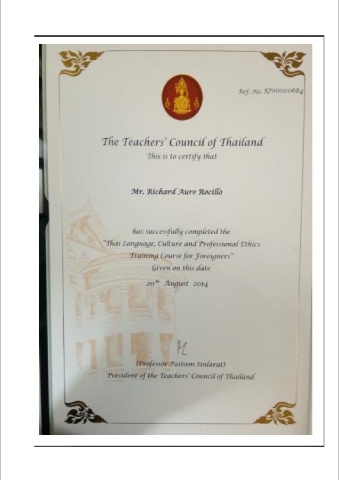 Ref. No. 5700020684
The Teachers' Council of Thailand
This is to certify that
Mr. Richard Aure Rocillo
has successfully completed the
"Thai Language, Culture and Professional Ethics
Training Course for Foreyners"
Given on this date
20th August 2014
(Professor Paitoon Sinlarat)
President of the Teachers' Council of Thailand